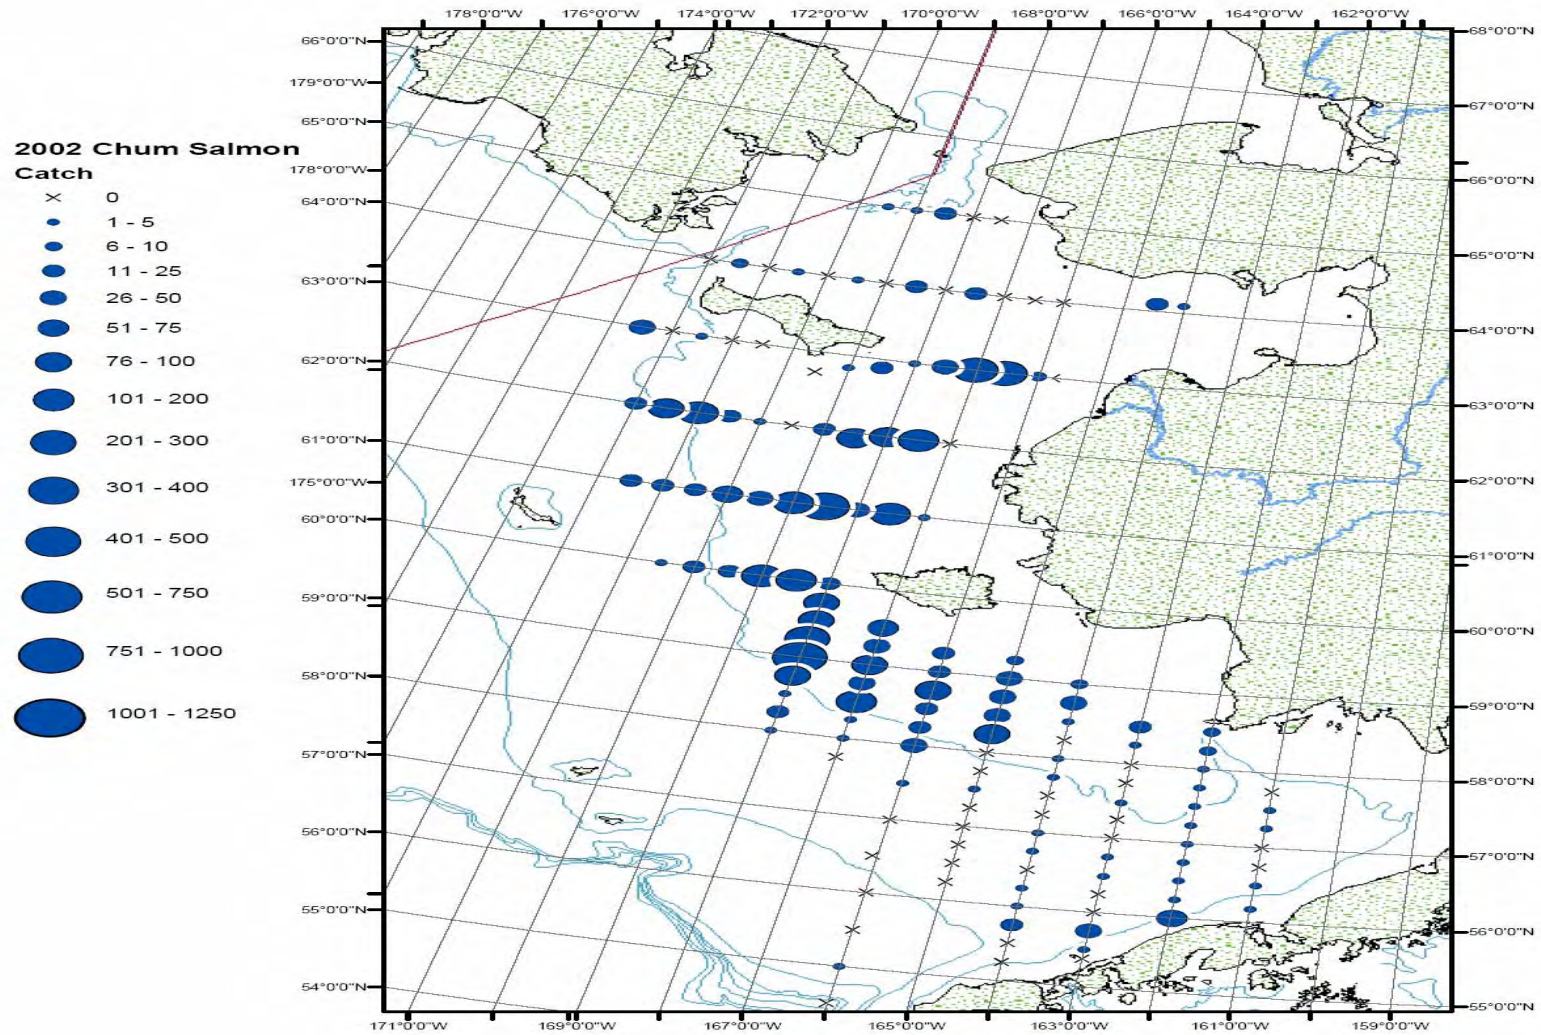 178°0'0"W 176°0'0"W 174°0'0"W 172°0'0"W 170°0'0"W 168°0'0"W 166°0'0"W 164°0'0"W 162°0'0"W
66°0'0"N
179°0'0"W
65°0'0"N
178°0'0"W
64°0'0"N
63°0'0"N
62°0'0"N
61°0'0"N
175°0'0"W
60°0'0"N
59°0'0"N
58°0'0"N
57°0'0"N
56°0'0"N
55°0'0"N
54°0'0"N
2002 Chum Salmon
Catch
0
1 - 5
6 - 10
11 - 25
26 - 50
51 - 75
76 - 100
101 - 200
201 - 300
301 - 400
401 - 500
501 - 750
751 - 1000
1001 - 1250
68°0'0"N
67°0'0"N
66°0'0"N
65°0'0"N
64°0'0"N
63°0'0"N
62°0'0"N
61°0'0"N
60°0'0"N
59°0'0"N
58°0'0"N
57°0'0"N
56°0'0"N
55°0'0"N
171°0'0"W 169°0'0"W 167°0'0"W 165°0'0"W 163°0'0"W 161°0'0"W 159°0'0"W